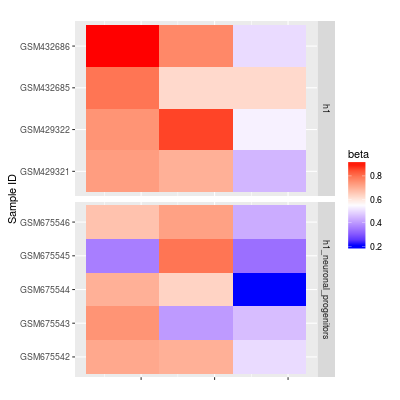 Sample ID
GSM432686
GSM432685
GSM429322
GSM429321
h1
GSM675546
GSM675545
GSM675544
GSM675543
GSM675542
h1_neuronal_progenitors
beta
0.8
0.6
0.4
0.2